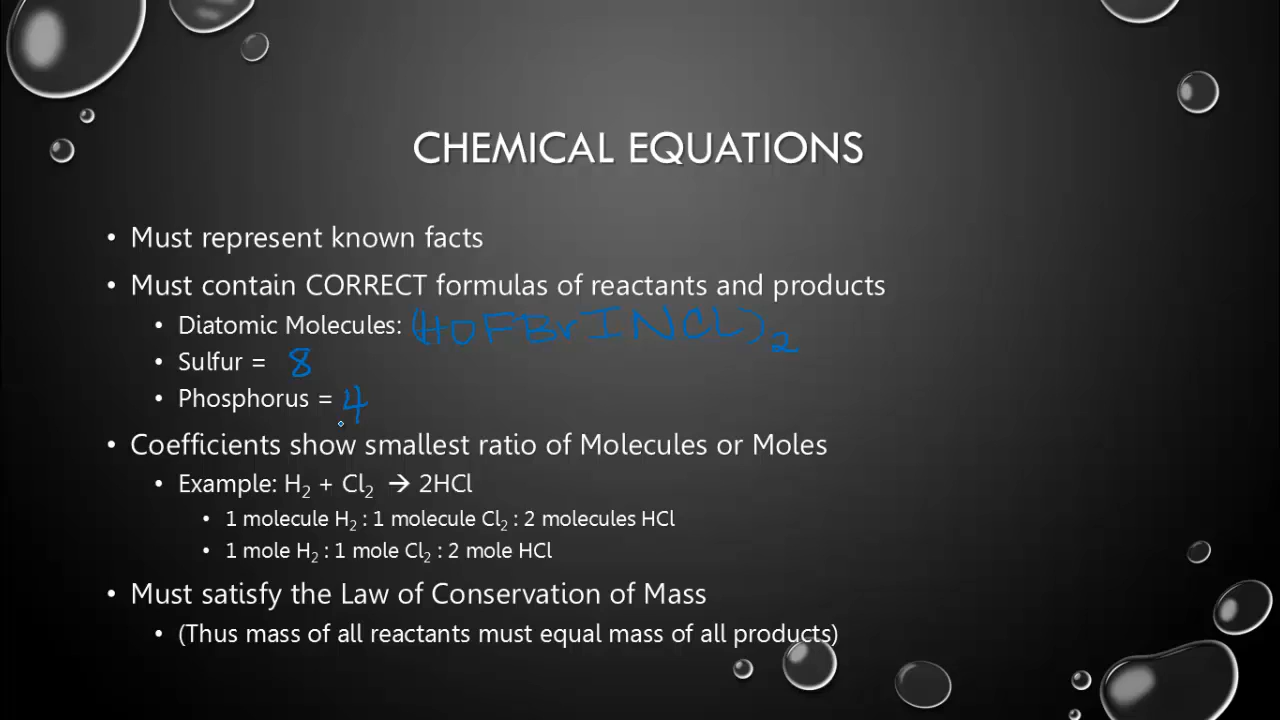 CHEMICAL EQUATIONS
• Must represent known facts
• Must contain CORRECT formulas of reactants and products
• Diatomic Molecules: (HOFBrINCL)₂
• Sulfur = 8
• Phosphorus = 4
• Coefficients show smallest ratio of Molecules or Moles
• Example: H₂ + Cl₂ → 2HCl
• 1 molecule H₂ : 1 molecule Cl₂ : 2 molecules HCl
• 1 mole H₂ : 1 mole Cl₂ : 2 mole HCl
• Must satisfy the Law of Conservation of Mass
• (Thus mass of all reactants must equal mass of all products)